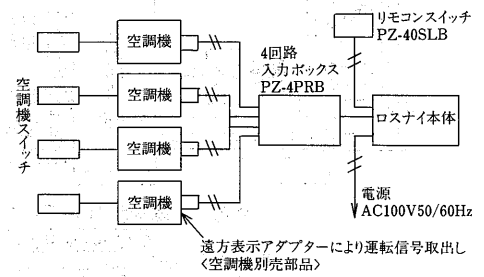 リモコンスイッチ
PZ-40SLB
4回路
入力ボックス
PZ-4PRB
空調機
空調機
空調機
空調機
空調機スイッチ
ロスナイ本体
電源
AC100V50/60Hz
遠方表示アダプターにより運転信号取出し
〈空調機別売部品〉